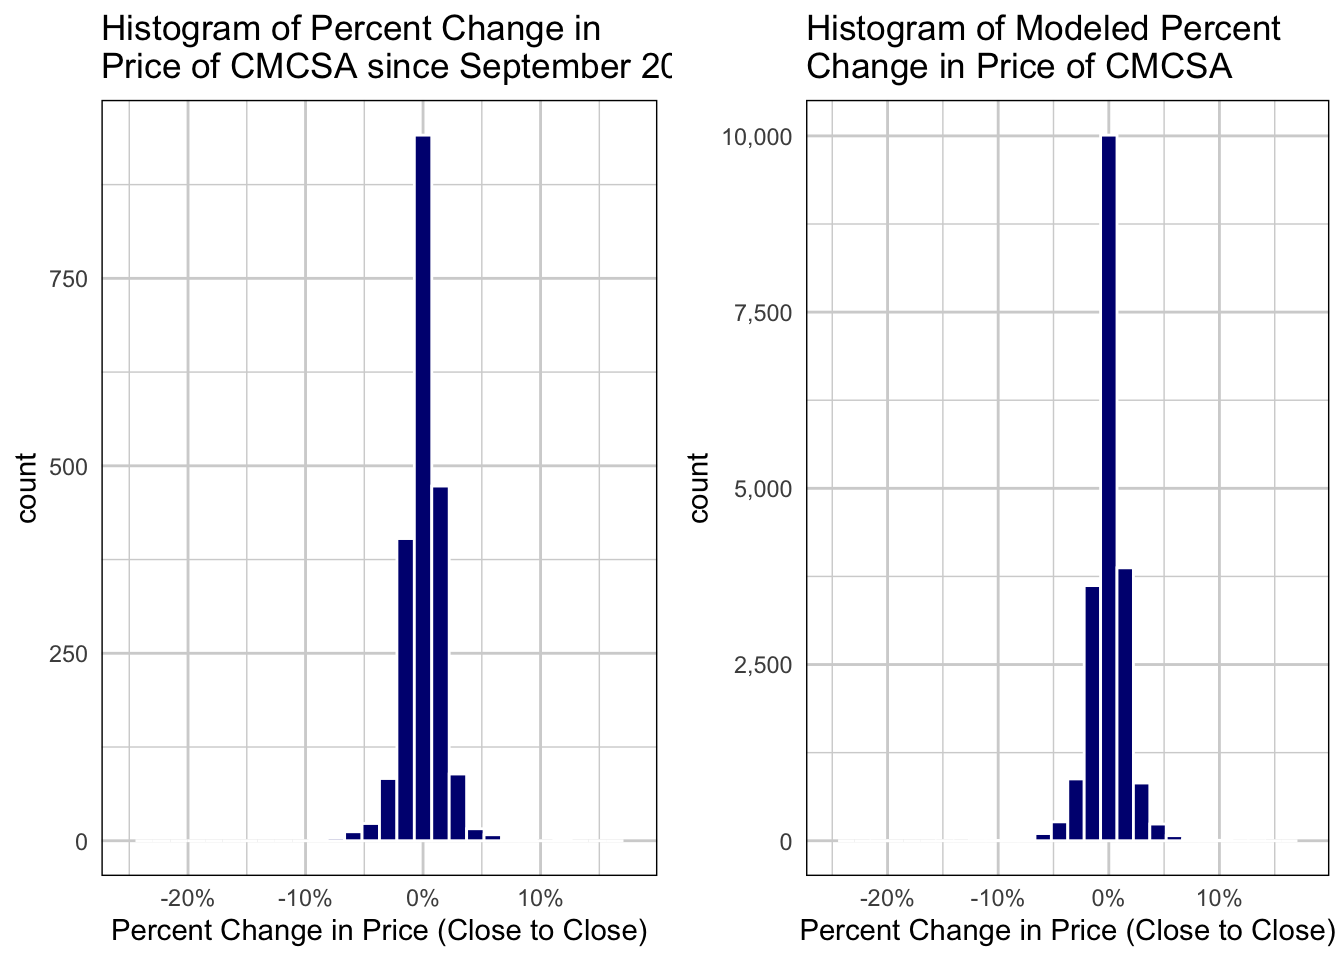 Histogram of Percent Change in
Price of CMCSA since September 20
count
750
500
250
0
-20% -10% 0% 10%
Percent Change in Price (Close to Close)
Histogram of Modeled Percent
Change in Price of CMCSA
count
10,000
7,500
5,000
2,500
0
-20% -10% 0% 10%
Percent Change in Price (Close to Close)